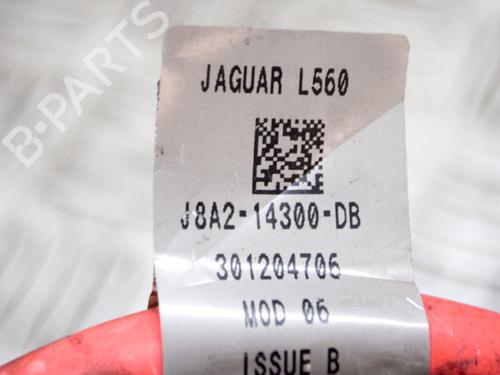 B-PARTS
JAGUAR L560
J8A2-14300-DB
301204706
MOD 06
ISSUE B